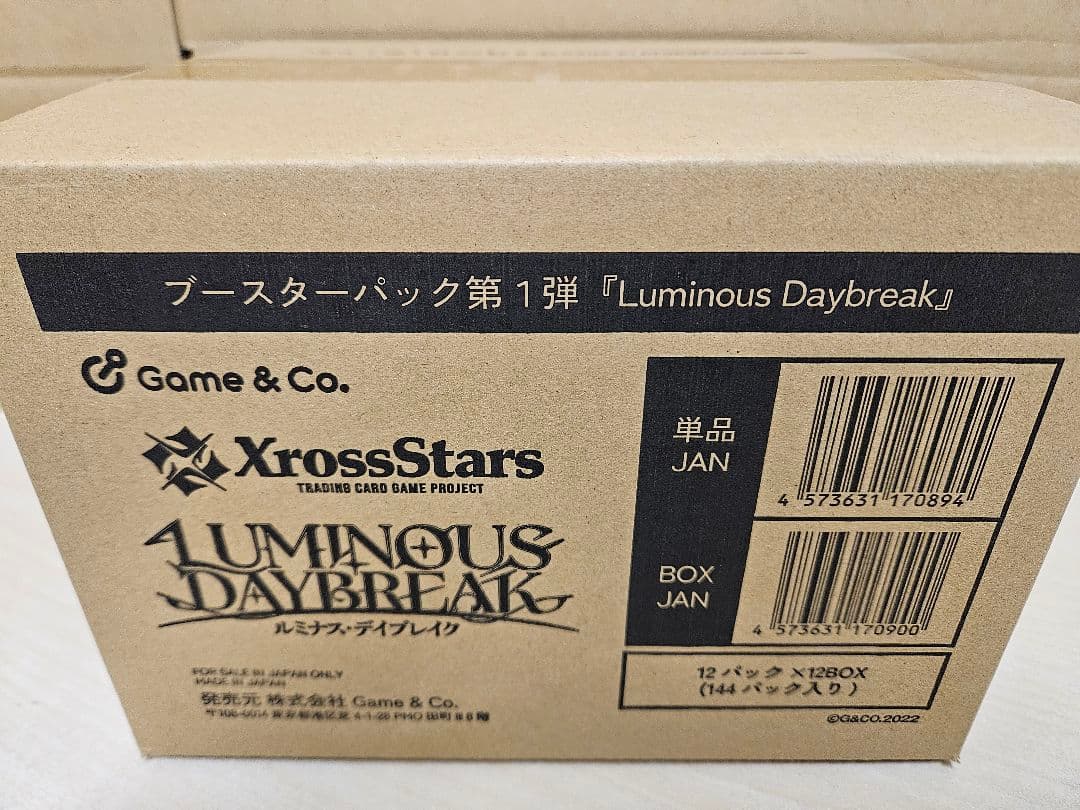 ブースターパック第1弾『Luminous Daybreak』
Game & Co.
XrossStars
TRADING CARD GAME PROJECT
LUMINOUS
DAYBREAK
ルミナス・デイブレイク
FOR SALE IN JAPAN ONLY
MADE IN JAPAN
発売元 株式会社 Game & Co.
単品
JAN
4 573631 170894
BOX
JAN
4 573631 170900
12パック×12BOX
(144パック入り)
©G&CO.2022